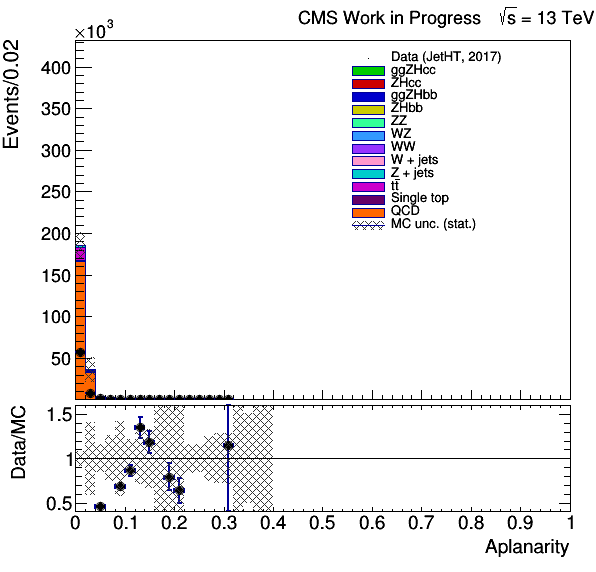 CMS Work in Progress √s = 13 TeV
×10³
Events/0.02
400
350
300
250
200
150
100
50
Data (JetHT, 2017)
ggZHcc
ZHcc
ggZHbb
ZHbb
ZZ
WZ
WW
W + jets
Z + jets
tt̄
Single top
QCD
MC unc. (stat.)
Data/MC
1.5
1
0.5
0 0.1 0.2 0.3 0.4 0.5 0.6 0.7 0.8 0.9 1
Aplanarity